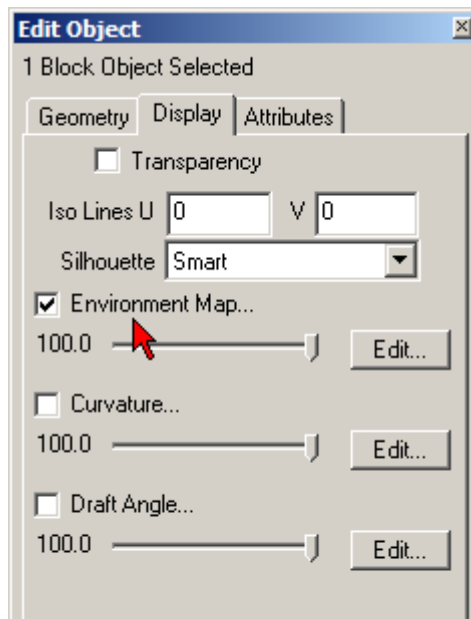 Edit Object
1 Block Object Selected
Geometry Display Attributes
Transparency
Iso Lines U 0 V 0
Silhouette Smart
Environment Map...
100.0 Edit...
Curvature...
100.0 Edit...
Draft Angle...
100.0 Edit...